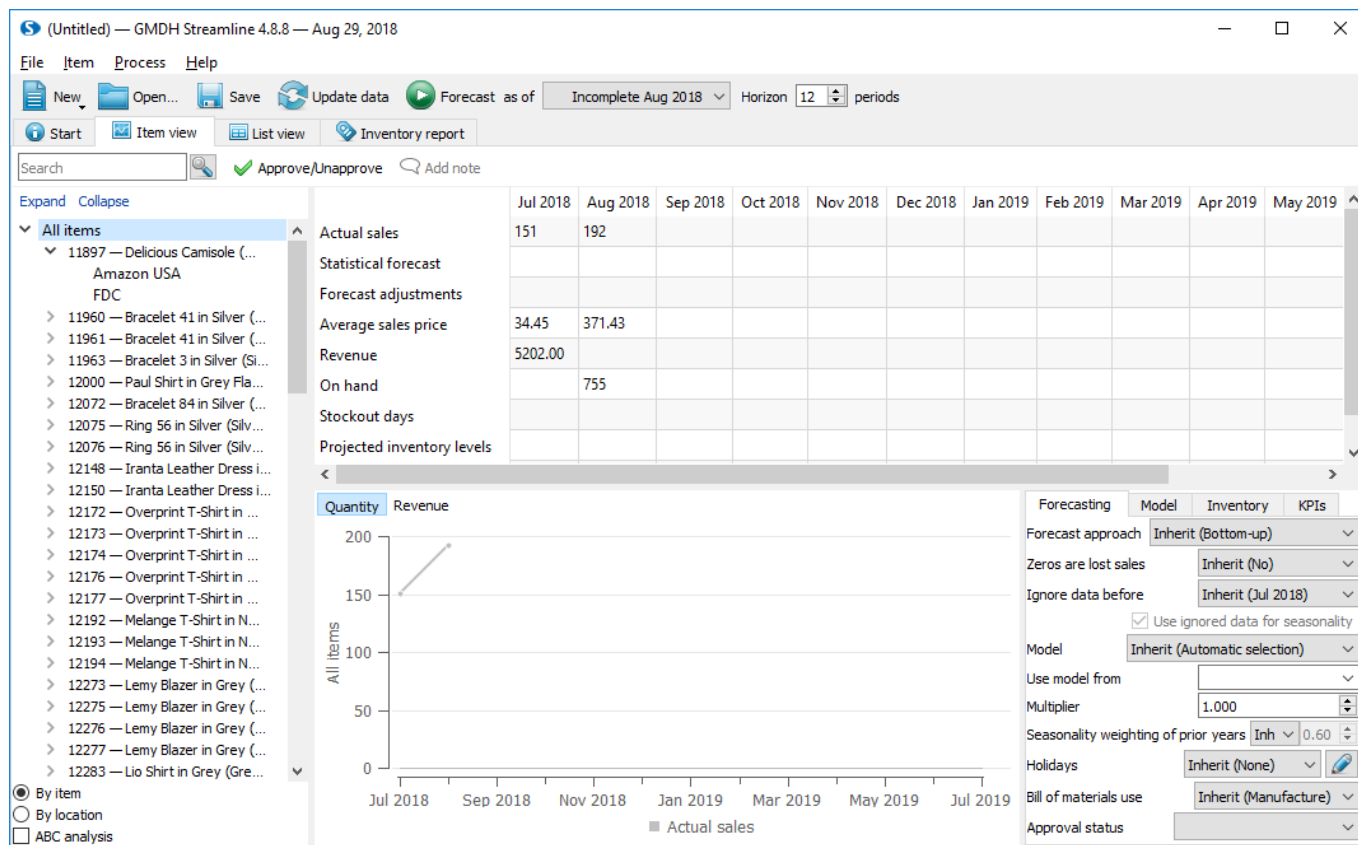 (Untitled) — GMDH Streamline 4.8.8 — Aug 29, 2018
File Item Process Help
New Open... Save Update data Forecast as of Incomplete Aug 2018 Horizon 12 periods
Start Item view List view Inventory report
Search Approve/Unapprove Add note
Expand Collapse
All items
11897 — Delicious Camisole (...
Amazon USA
FDC
11960 — Bracelet 41 in Silver (...
11961 — Bracelet 41 in Silver (...
11963 — Bracelet 3 in Silver (Si...
12000 — Paul Shirt in Grey Fla...
12072 — Bracelet 84 in Silver (...
12075 — Ring 56 in Silver (Silv...
12076 — Ring 56 in Silver (Silv...
12148 — Iranta Leather Dress i...
12150 — Iranta Leather Dress i...
12172 — Overprint T-Shirt in ...
12173 — Overprint T-Shirt in ...
12174 — Overprint T-Shirt in ...
12176 — Overprint T-Shirt in ...
12177 — Overprint T-Shirt in ...
12192 — Melange T-Shirt in N...
12193 — Melange T-Shirt in N...
12194 — Melange T-Shirt in N...
12273 — Lemy Blazer in Grey (...
12275 — Lemy Blazer in Grey (...
12276 — Lemy Blazer in Grey (...
12277 — Lemy Blazer in Grey (...
12283 — Lio Shirt in Grey (Gre...
By item
By location
ABC analysis
Jul 2018 Aug 2018 Sep 2018 Oct 2018 Nov 2018 Dec 2018 Jan 2019 Feb 2019 Mar 2019 Apr 2019 May 2019
Actual sales 151 192
Statistical forecast
Forecast adjustments
Average sales price 34.45 371.43
Revenue 5202.00
On hand 755
Stockout days
Projected inventory levels
Quantity Revenue
200
150
100
50
0
All items
Jul 2018 Sep 2018 Nov 2018 Jan 2019 Mar 2019 May 2019 Jul 2019
Actual sales
Forecasting Model Inventory KPIs
Forecast approach Inherit (Bottom-up)
Zeros are lost sales Inherit (No)
Ignore data before Inherit (Jul 2018)
Use ignored data for seasonality
Model Inherit (Automatic selection)
Use model from
Multiplier 1.000
Seasonality weighting of prior years Inh 0.60
Holidays Inherit (None)
Bill of materials use Inherit (Manufacture)
Approval status